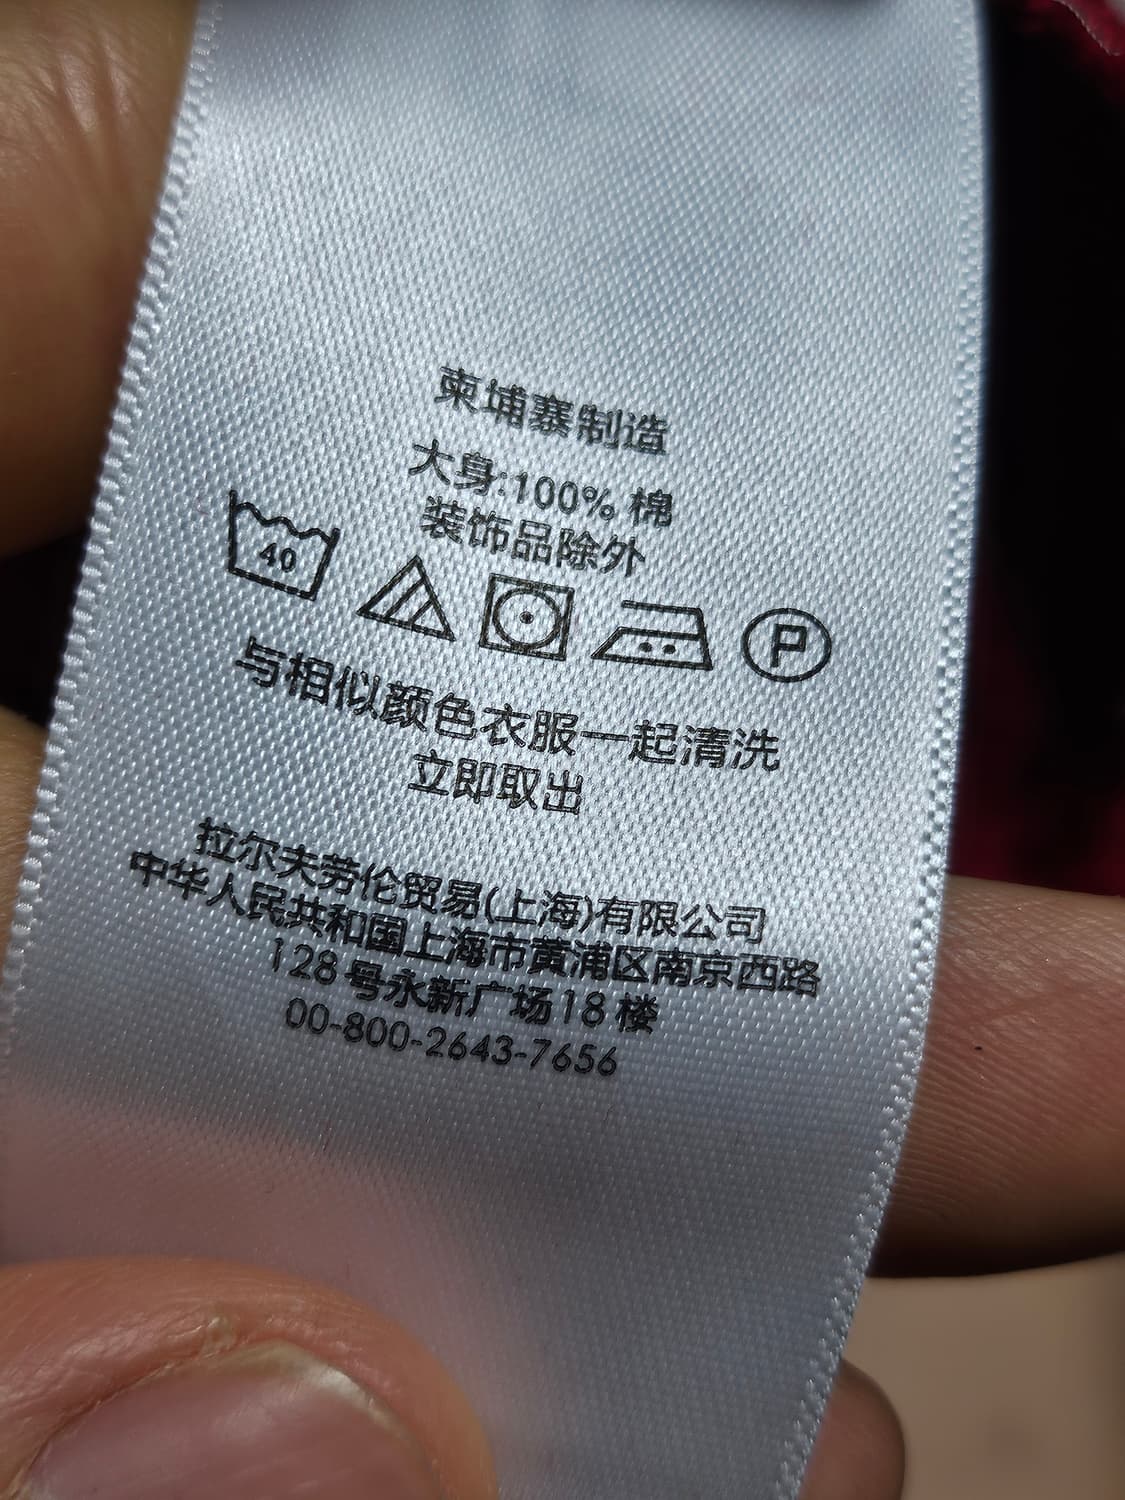 柬埔寨制造
大身:100% 棉
装饰品除外
40 P
与相似颜色衣服一起清洗
立即取出
拉尔夫劳伦贸易(上海)有限公司
中华人民共和国上海市黄浦区南京西路
128 号永新广场18 楼
00-800-2643-7656